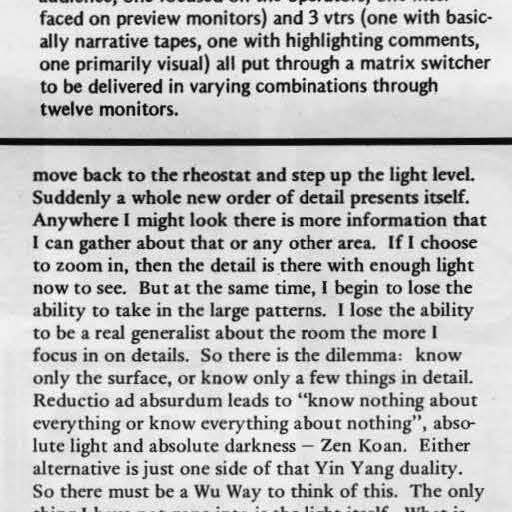 faced on preview monitors) and 3 vtrs (one with basic-
ally narrative tapes, one with highlighting comments,
one primarily visual) all put through a matrix switcher
to be delivered in varying combinations through
twelve monitors.
move back to the rheostat and step up the light level.
Suddenly a whole new order of detail presents itself.
Anywhere I might look there is more information that
I can gather about that or any other area.  If I choose
to zoom in, then the detail is there with enough light
now to see.  But at the same time, I begin to lose the
ability to take in the large patterns.  I lose the ability
to be a real generalist about the room the more I
focus in on details.  So there is the dilemma:  know
only the surface, or know only a few things in detail.
Reductio ad absurdum leads to “know nothing about
everything or know everything about nothing”, abso-
lute light and absolute darkness – Zen Koan.  Either
alternative is just one side of that Yin Yang duality.
So there must be a Wu Way to think of this.  The only